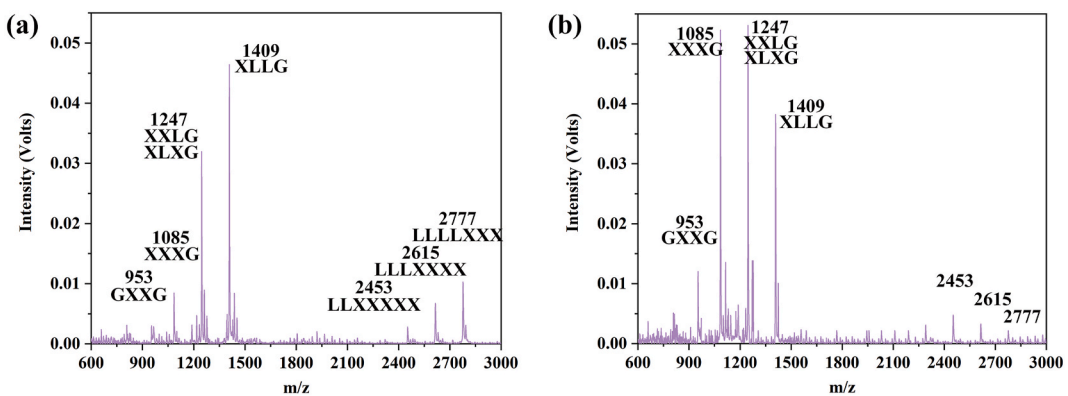 (a)
Intensity (Volts)
0.05
0.04
0.03
0.02
0.01
0.00
1409
XLLG
1247
XXLG
XLXG
1085
XXXG
953
GXXG
2777
LLLLXXX
2615
LLLXXXX
2453
LLXXXXX
600 900 1200 1500 1800 2100 2400 2700 3000
m/z
(b)
Intensity (Volts)
0.05
0.04
0.03
0.02
0.01
0.00
1085
XXXG
1247
XXLG
XLXG
1409
XLLG
953
GXXG
2453
2615
2777
600 900 1200 1500 1800 2100 2400 2700 3000
m/z